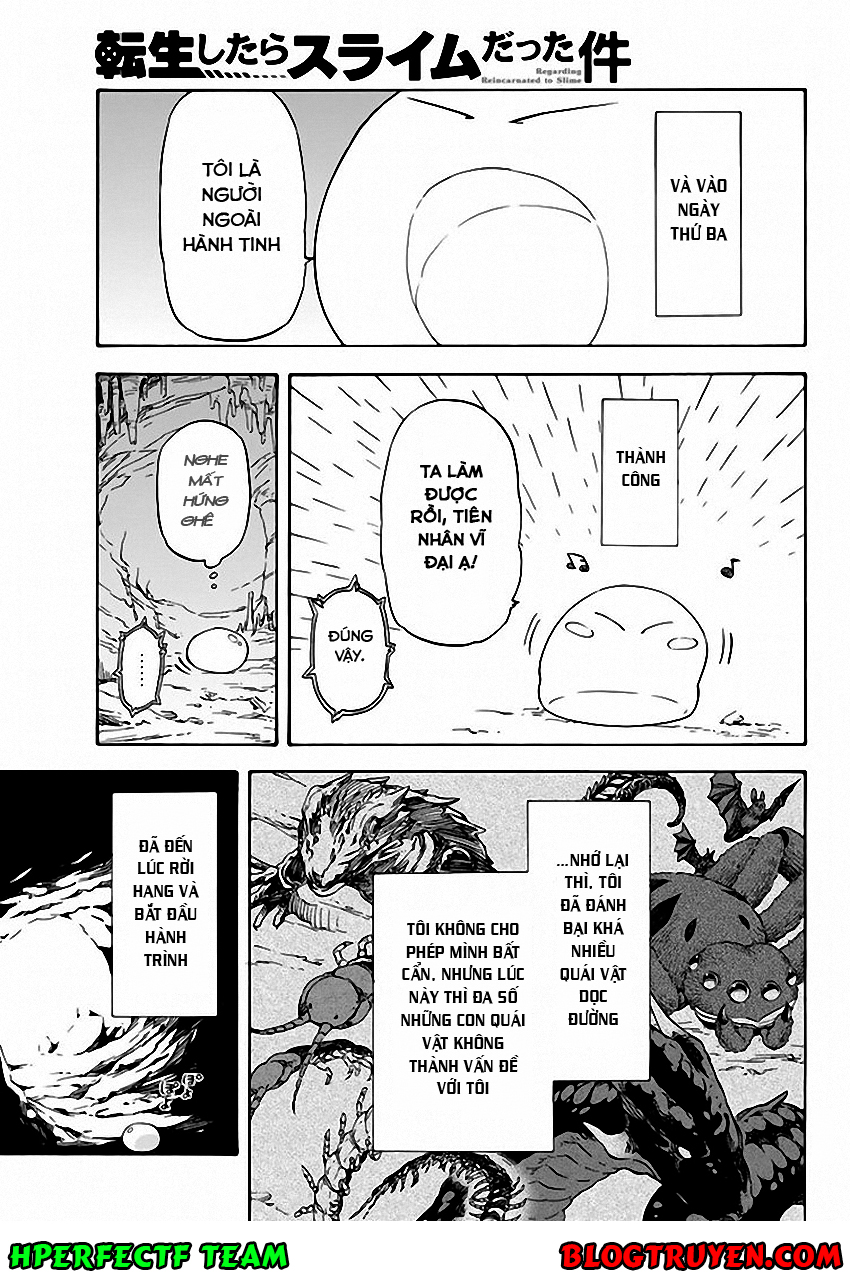 転生したらスライムだった件
Regarding
Reincarnated to Slime
VÀ VÀO
NGÀY
THỨ BA
TÔI LÀ
NGƯỜI
NGOÀI
HÀNH TINH
THÀNH
CÔNG
TA LÀM
ĐƯỢC
RỒI, TIÊN
NHÂN VĨ
ĐẠI Ạ!
ĐÚNG
VẬY.
NGHE
MẤT
HỨNG
GHÊ
......
...NHỚ LẠI
THÌ, TÔI
ĐÃ ĐÁNH
BẠI KHÁ
NHIỀU
QUÁI VẬT
DỌC
ĐƯỜNG
TÔI KHÔNG CHO
PHÉP MÌNH BẤT
CẨN, NHƯNG LÚC
NÀY THÌ ĐA SỐ
NHỮNG CON QUÁI
VẬT KHÔNG
THÀNH VẤN ĐỀ
VỚI TÔI
ĐÃ ĐẾN
LÚC RỜI
HANG VÀ
BẮT ĐẦU
HÀNH
TRÌNH
HPERFECTF TEAM
BLOGTRUYEN.COM